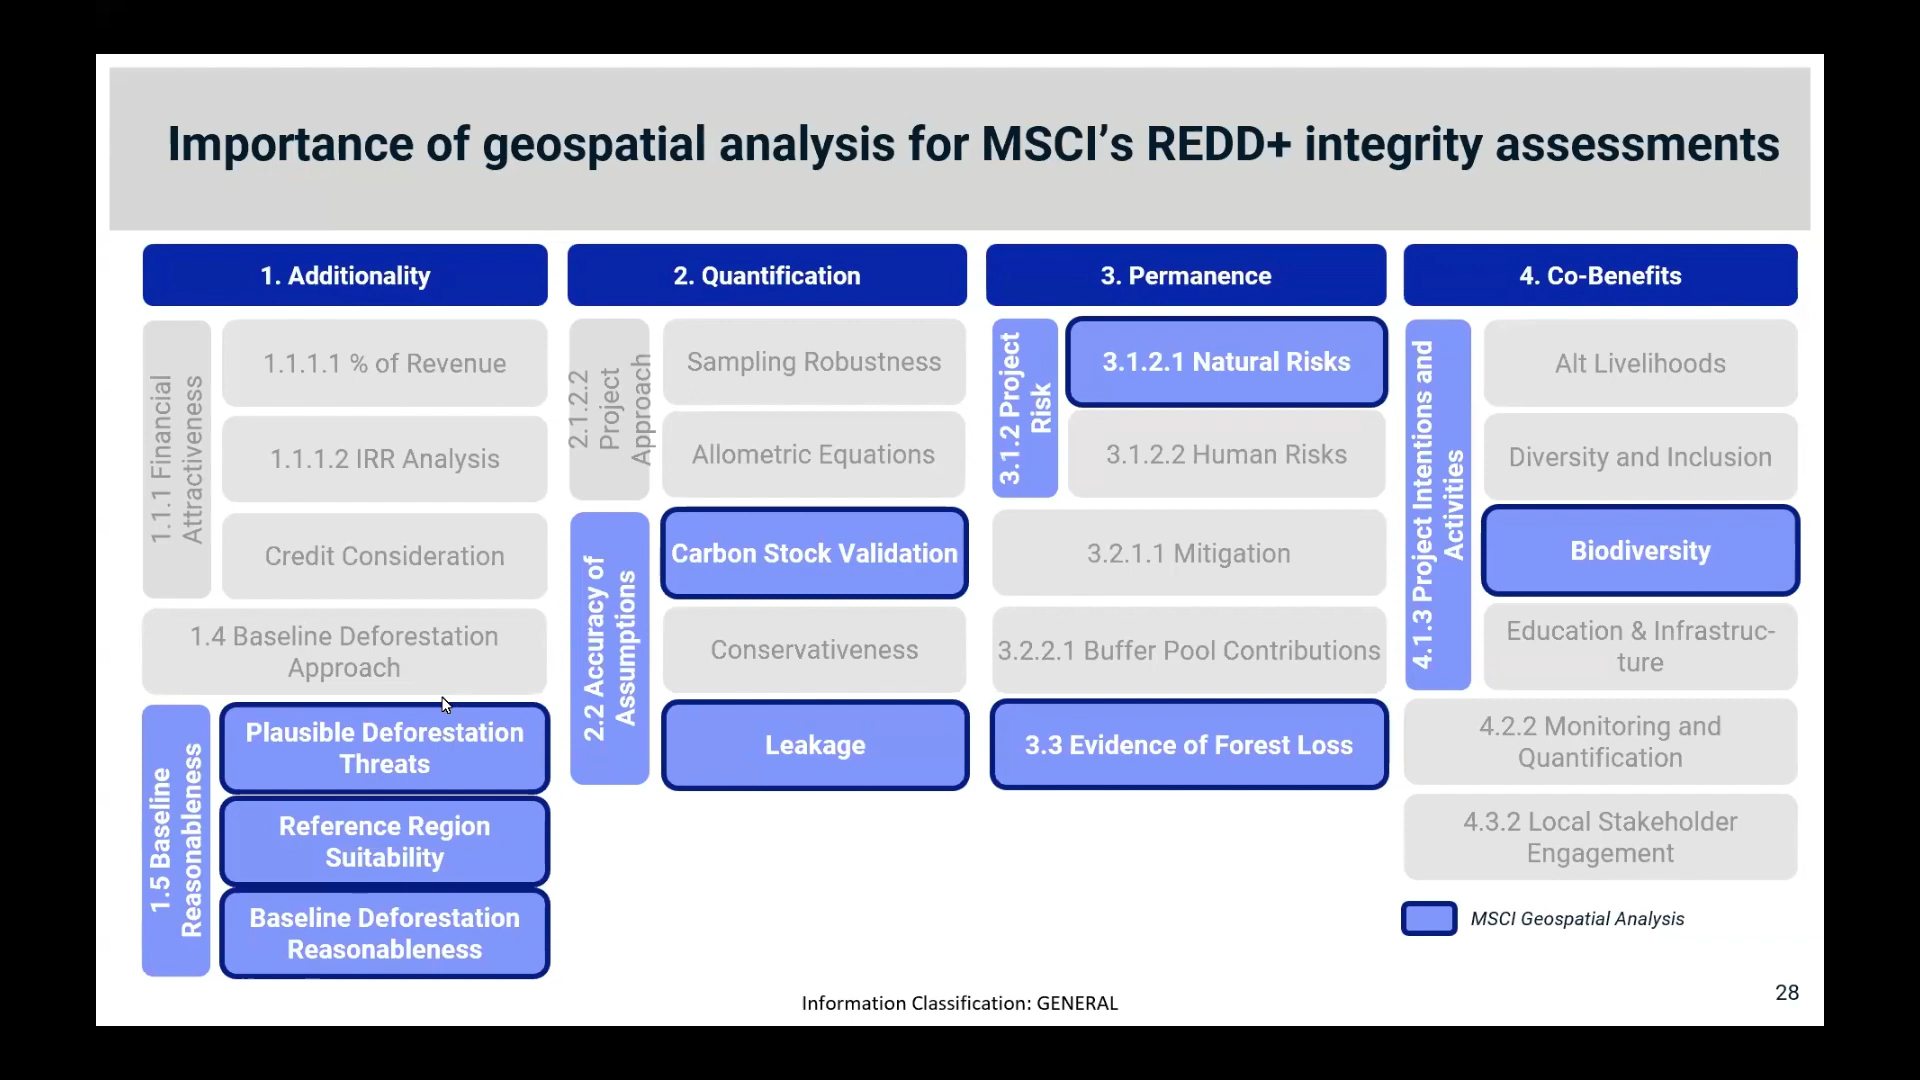 Importance of geospatial analysis for MSCI's REDD+ integrity assessments
1. Additionality
1.1.1 Financial
Attractiveness
1.1.1.1 % of Revenue
1.1.1.2 IRR Analysis
Credit Consideration
1.4 Baseline Deforestation
Approach
1.5 Baseline
Reasonableness
Plausible Deforestation
Threats
Reference Region
Suitability
Baseline Deforestation
Reasonableness
2. Quantification
2.1.2.2
Project
Approach
Sampling Robustness
Allometric Equations
2.2 Accuracy of
Assumptions
Carbon Stock Validation
Conservativeness
Leakage
3. Permanence
3.1.2 Project
Risk
3.1.2.1 Natural Risks
3.1.2.2 Human Risks
3.2.1.1 Mitigation
3.2.2.1 Buffer Pool Contributions
3.3 Evidence of Forest Loss
4. Co-Benefits
4.1.3 Project Intentions and
Activities
Alt Livelihoods
Diversity and Inclusion
Biodiversity
Education & Infrastruc-
ture
4.2.2 Monitoring and
Quantification
4.3.2 Local Stakeholder
Engagement
MSCI Geospatial Analysis
Information Classification: GENERAL
28